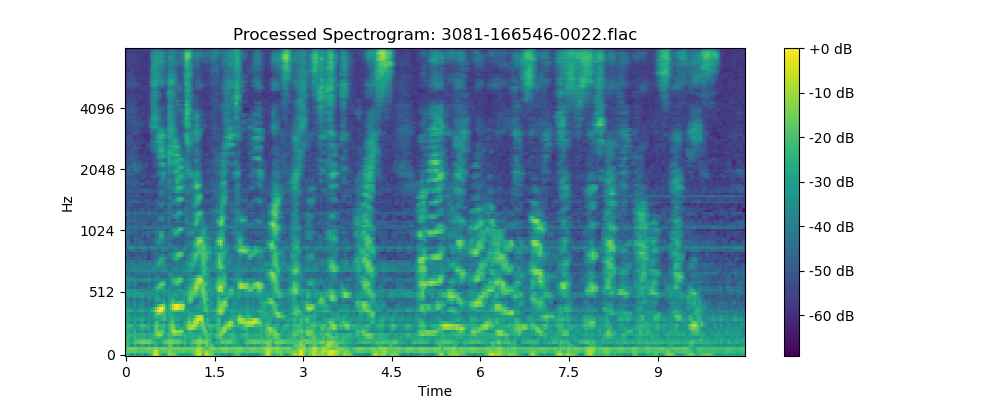 Processed Spectrogram: 3081-166546-0022.flac
Hz
4096
2048
1024
512
0
0 1.5 3 4.5 6 7.5 9
Time
+0 dB
-10 dB
-20 dB
-30 dB
-40 dB
-50 dB
-60 dB